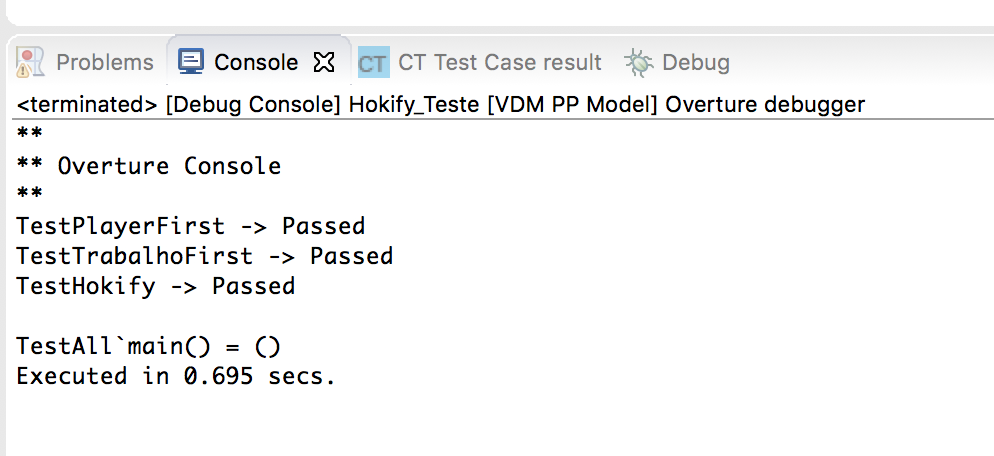 Problems Console CT CT Test Case result Debug
<terminated> [Debug Console] Hokify_Teste [VDM PP Model] Overture debugger
**
** Overture Console
**
TestPlayerFirst -> Passed
TestTrabalhoFirst -> Passed
TestHokify -> Passed
TestAll`main() = ()
Executed in 0.695 secs.